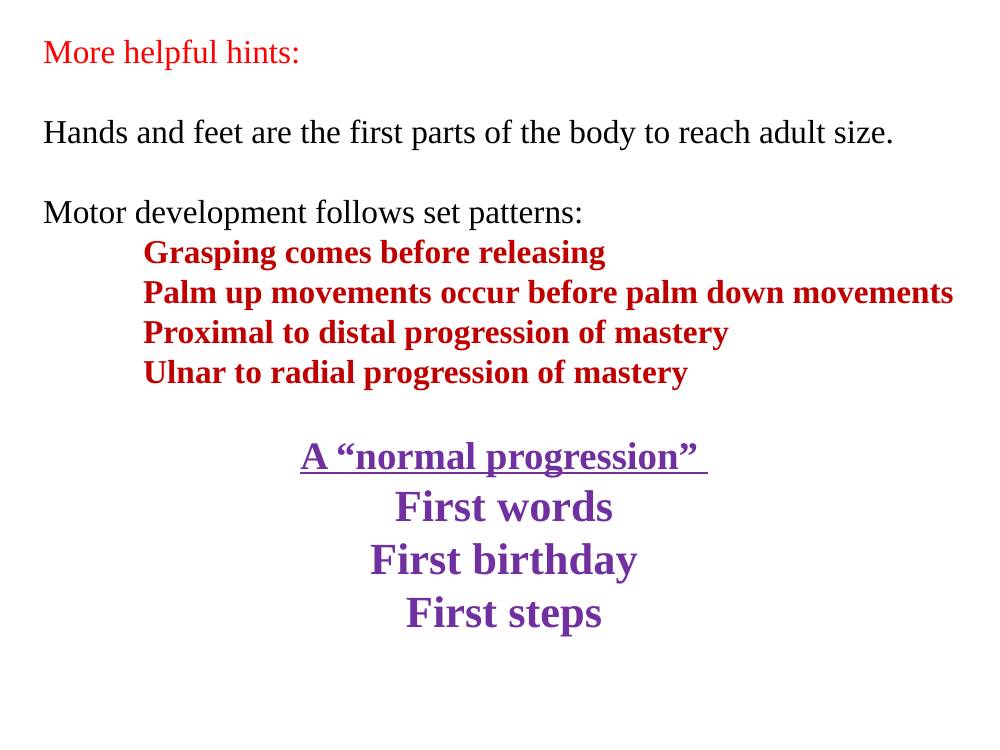 More helpful hints:
Hands and feet are the first parts of the body to reach adult size.
Motor development follows set patterns:
Grasping comes before releasing
Palm up movements occur before palm down movements
Proximal to distal progression of mastery
Ulnar to radial progression of mastery
A “normal progression”
First words
First birthday
First steps